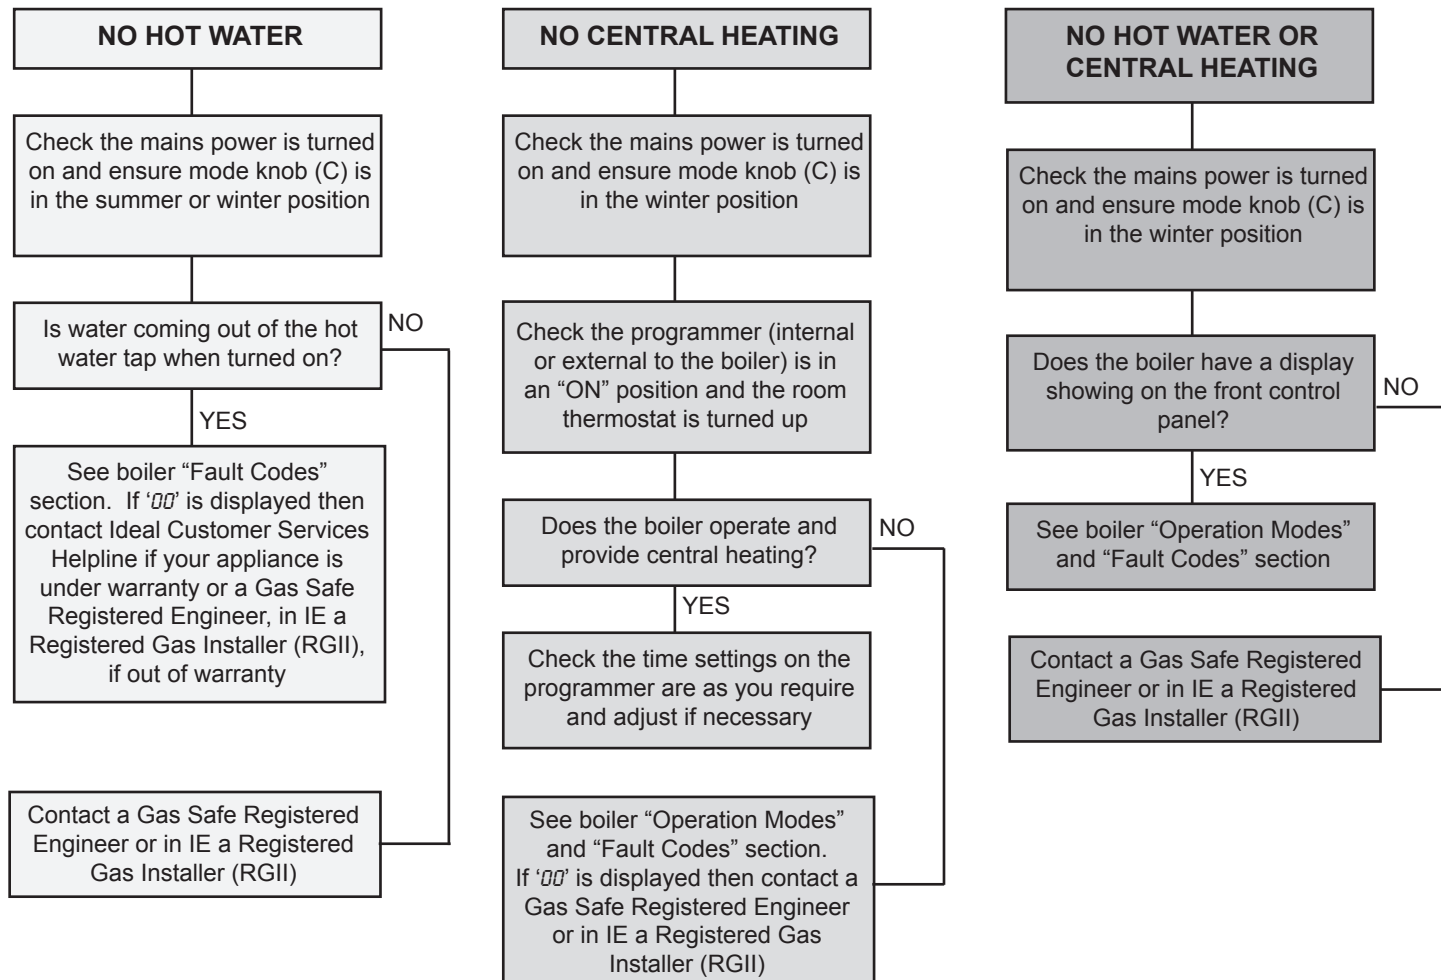 NO HOT WATER
Check the mains power is turned
on and ensure mode knob (C) is
in the summer or winter position
Is water coming out of the hot
water tap when turned on?
NO
YES
See boiler “Fault Codes”
section.  If ‘00’ is displayed then
contact Ideal Customer Services
Helpline if your appliance is
under warranty or a Gas Safe
Registered Engineer, in IE a
Registered Gas Installer (RGII),
if out of warranty
Contact a Gas Safe Registered
Engineer or in IE a Registered
Gas Installer (RGII)
NO CENTRAL HEATING
Check the mains power is turned
on and ensure mode knob (C) is
in the winter position
Check the programmer (internal
or external to the boiler) is in
an “ON” position and the room
thermostat is turned up
Does the boiler operate and
provide central heating?
NO
YES
Check the time settings on the
programmer are as you require
and adjust if necessary
See boiler “Operation Modes”
and “Fault Codes” section.
If ‘00’ is displayed then contact a
Gas Safe Registered Engineer
or in IE a Registered Gas
Installer (RGII)
NO HOT WATER OR
CENTRAL HEATING
Check the mains power is turned
on and ensure mode knob (C) is
in the winter position
Does the boiler have a display
showing on the front control
panel?
NO
YES
See boiler “Operation Modes”
and “Fault Codes” section
Contact a Gas Safe Registered
Engineer or in IE a Registered
Gas Installer (RGII)